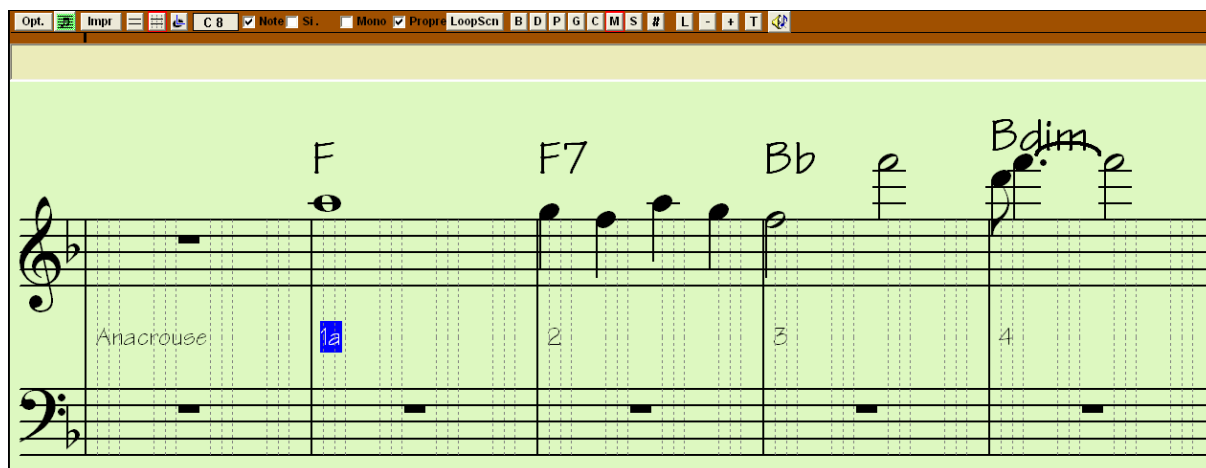 Opt. Impr C 8 Note Si . Mono Propre LoopScn B D P G C M S # L - + T
F F7 Bb Bdim
Anacrouse 1a 2 3 4